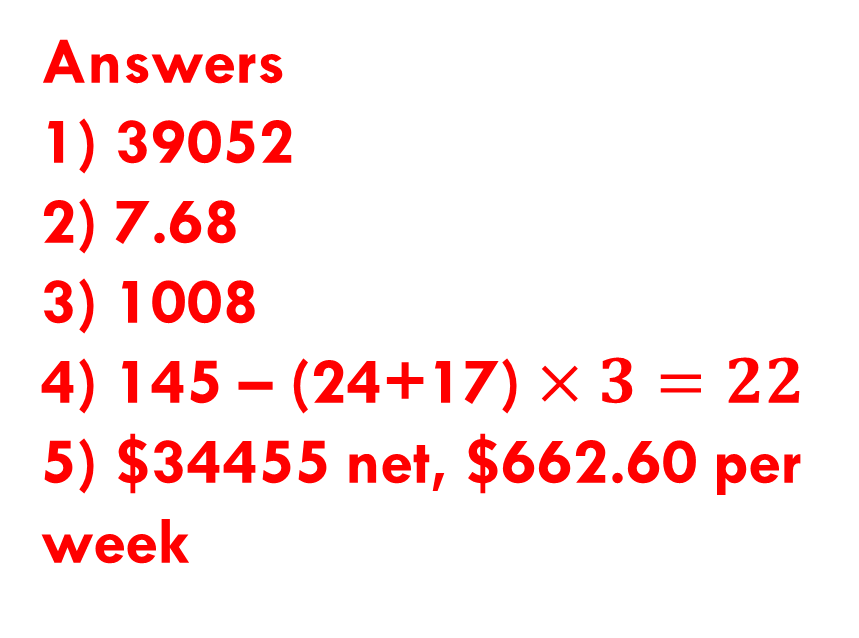 Answers
1) 39052
2) 7.68
3) 1008
4) 145 – (24+17) × 3 = 22
5) $34455 net, $662.60 per
week